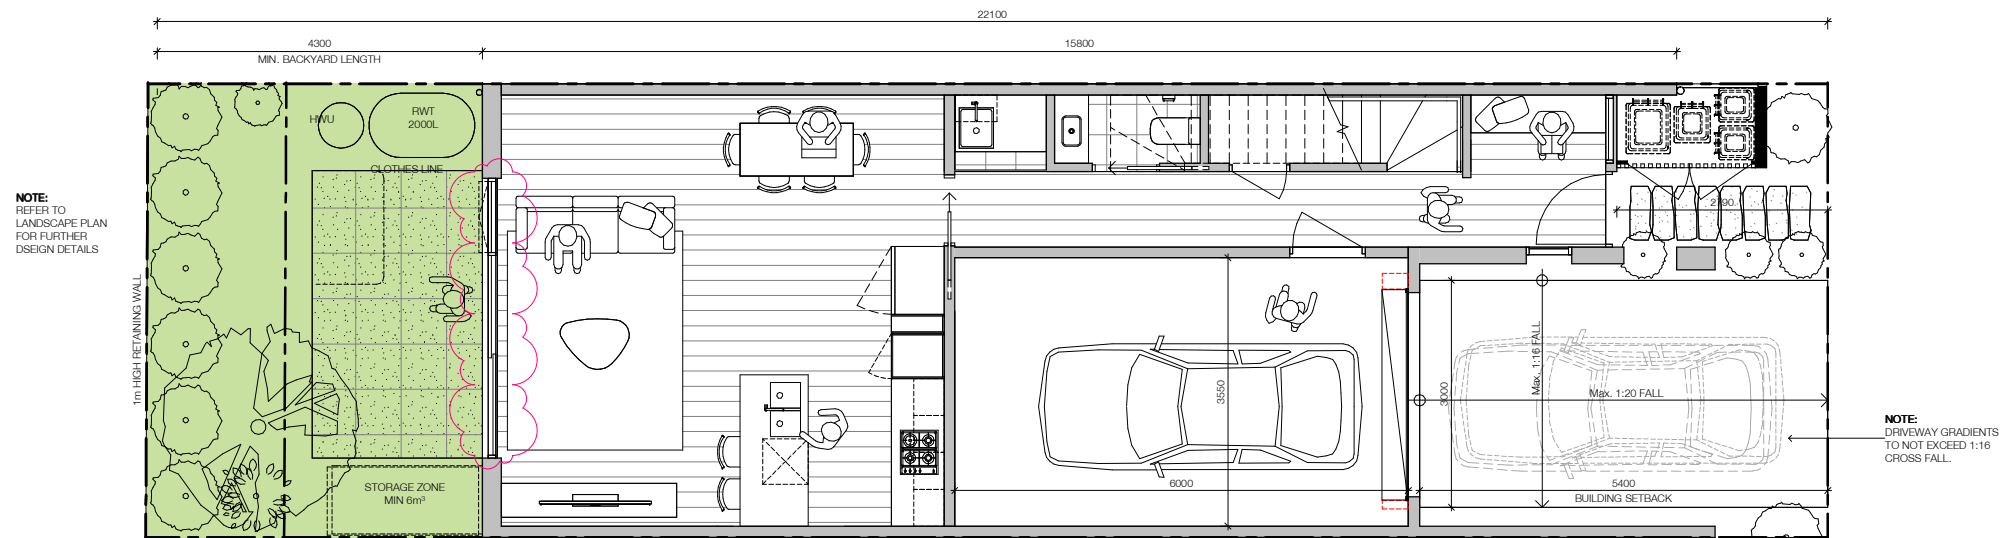 22100
4300
15800
MIN. BACKYARD LENGTH
HWU
RWT
2000L
CLOTHES LINE
NOTE:
REFER TO
LANDSCAPE PLAN
FOR FURTHER
DSEIGN DETAILS
2790
1m HIGH RETAINING WALL
Max. 1:16 FALL
3550
3000
Max. 1:20 FALL
NOTE:
DRIVEWAY GRADIENTS
TO NOT EXCEED 1:16
CROSS FALL.
STORAGE ZONE
MIN 6m³
6000
5400
BUILDING SETBACK